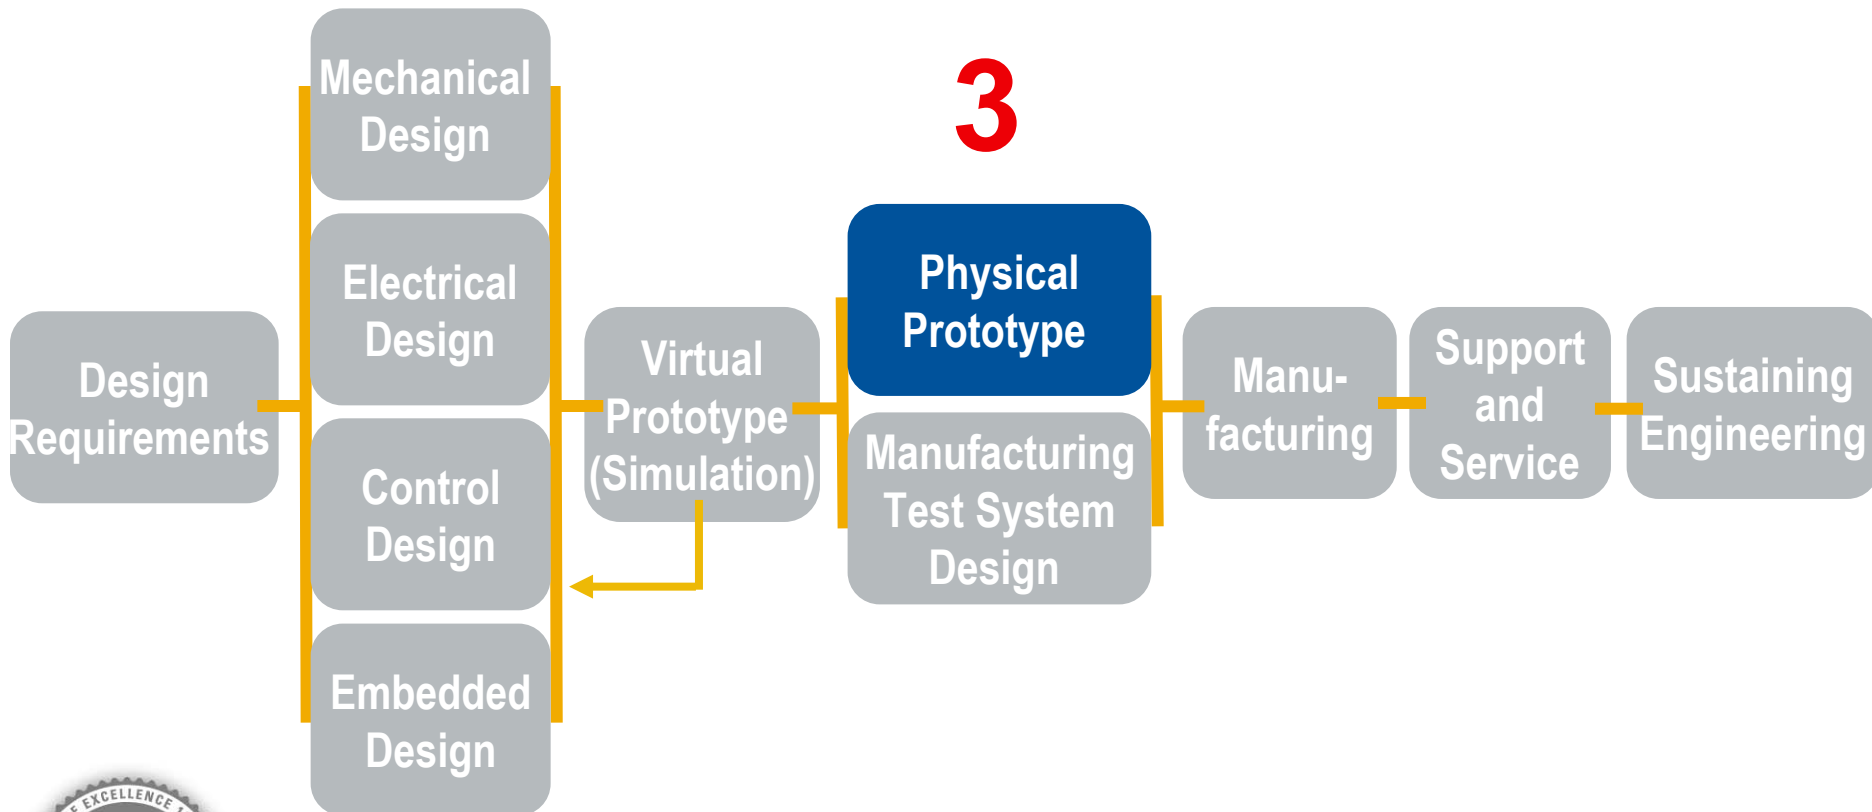 3
Design
Requirements
Mechanical
Design
Electrical
Design
Control
Design
Embedded
Design
Virtual
Prototype
(Simulation)
Physical
Prototype
Manufacturing
Test System
Design
Manu-
facturing
Support
and
Service
Sustaining
Engineering
EXCELLENCE